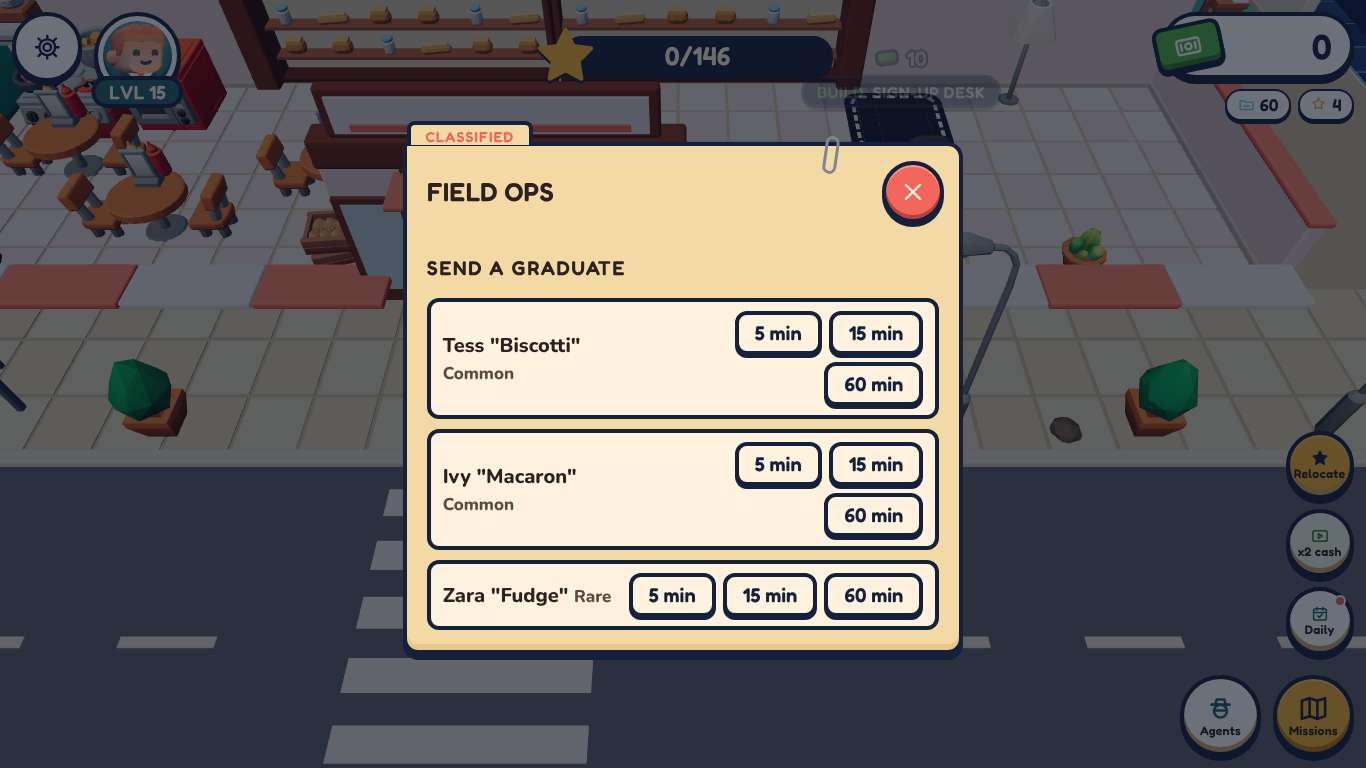 LVL 15
0/146
10
BUILD SIGN-UP DESK
0
60
4
CLASSIFIED
FIELD OPS
SEND A GRADUATE
Tess "Biscotti"
Common
5 min
15 min
60 min
Ivy "Macaron"
Common
5 min
15 min
60 min
Zara "Fudge" Rare
5 min
15 min
60 min
Relocate
x2 cash
Daily
Agents
Missions